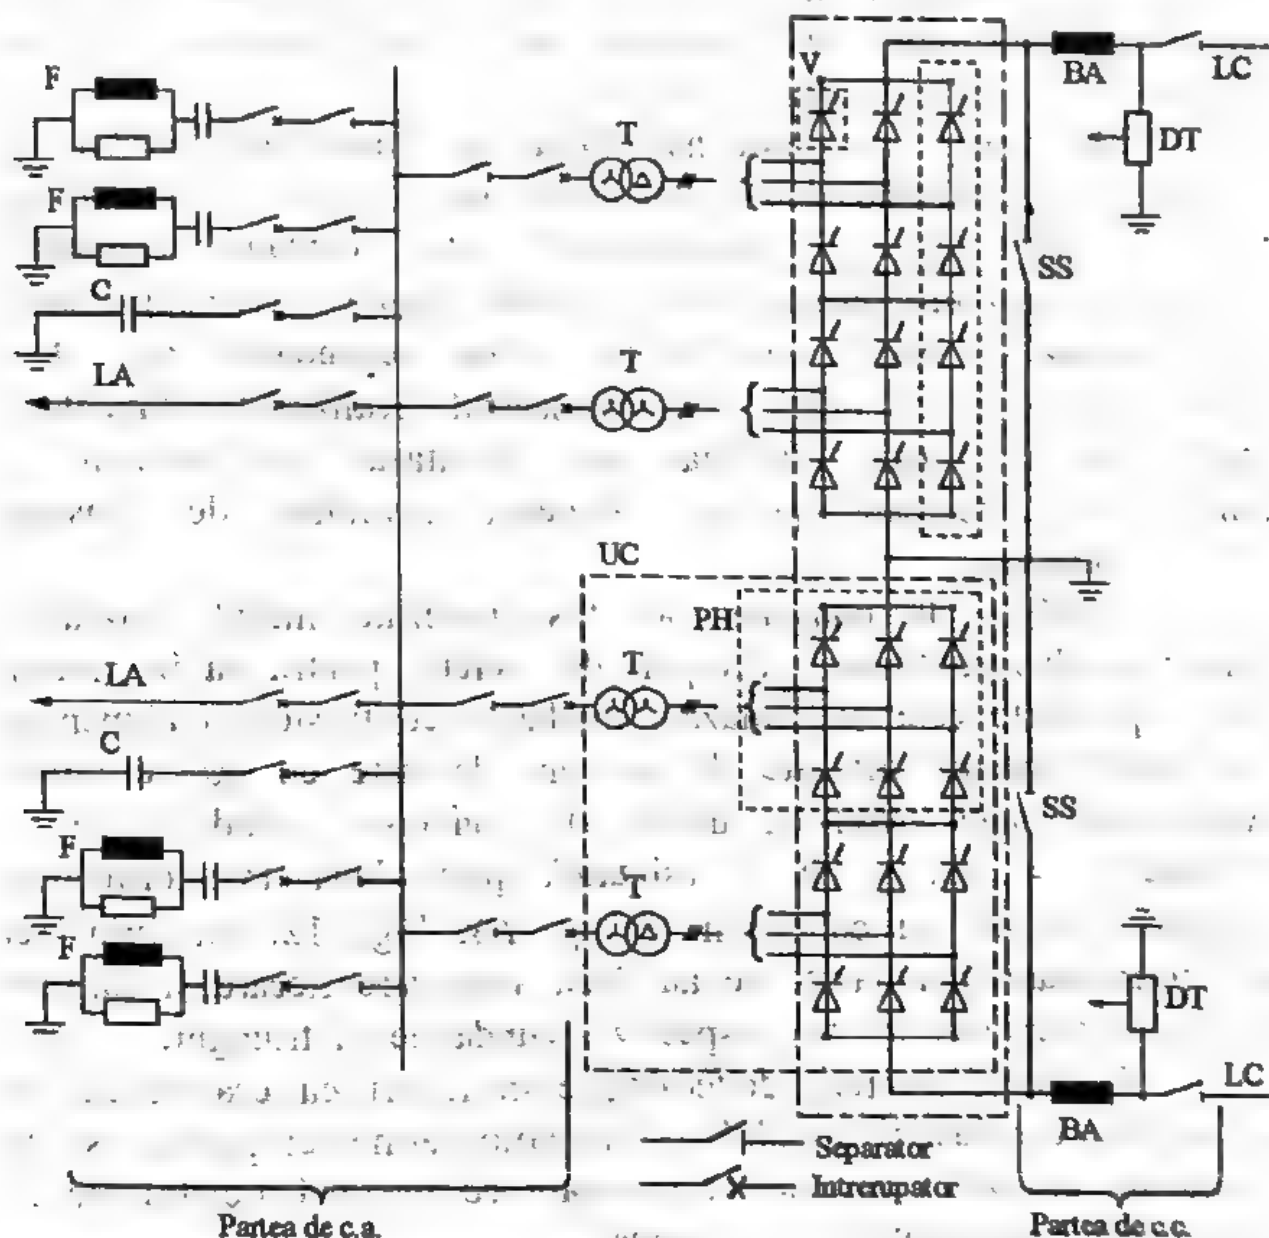 V
BA
LC
F
T
DT
F
SS
C
LA
T
UC
PH
LA
T
C
SS
F
T
F
DT
LC
BA
Separator
Intrerupator
Partea de c.a.
Partea de c.c.